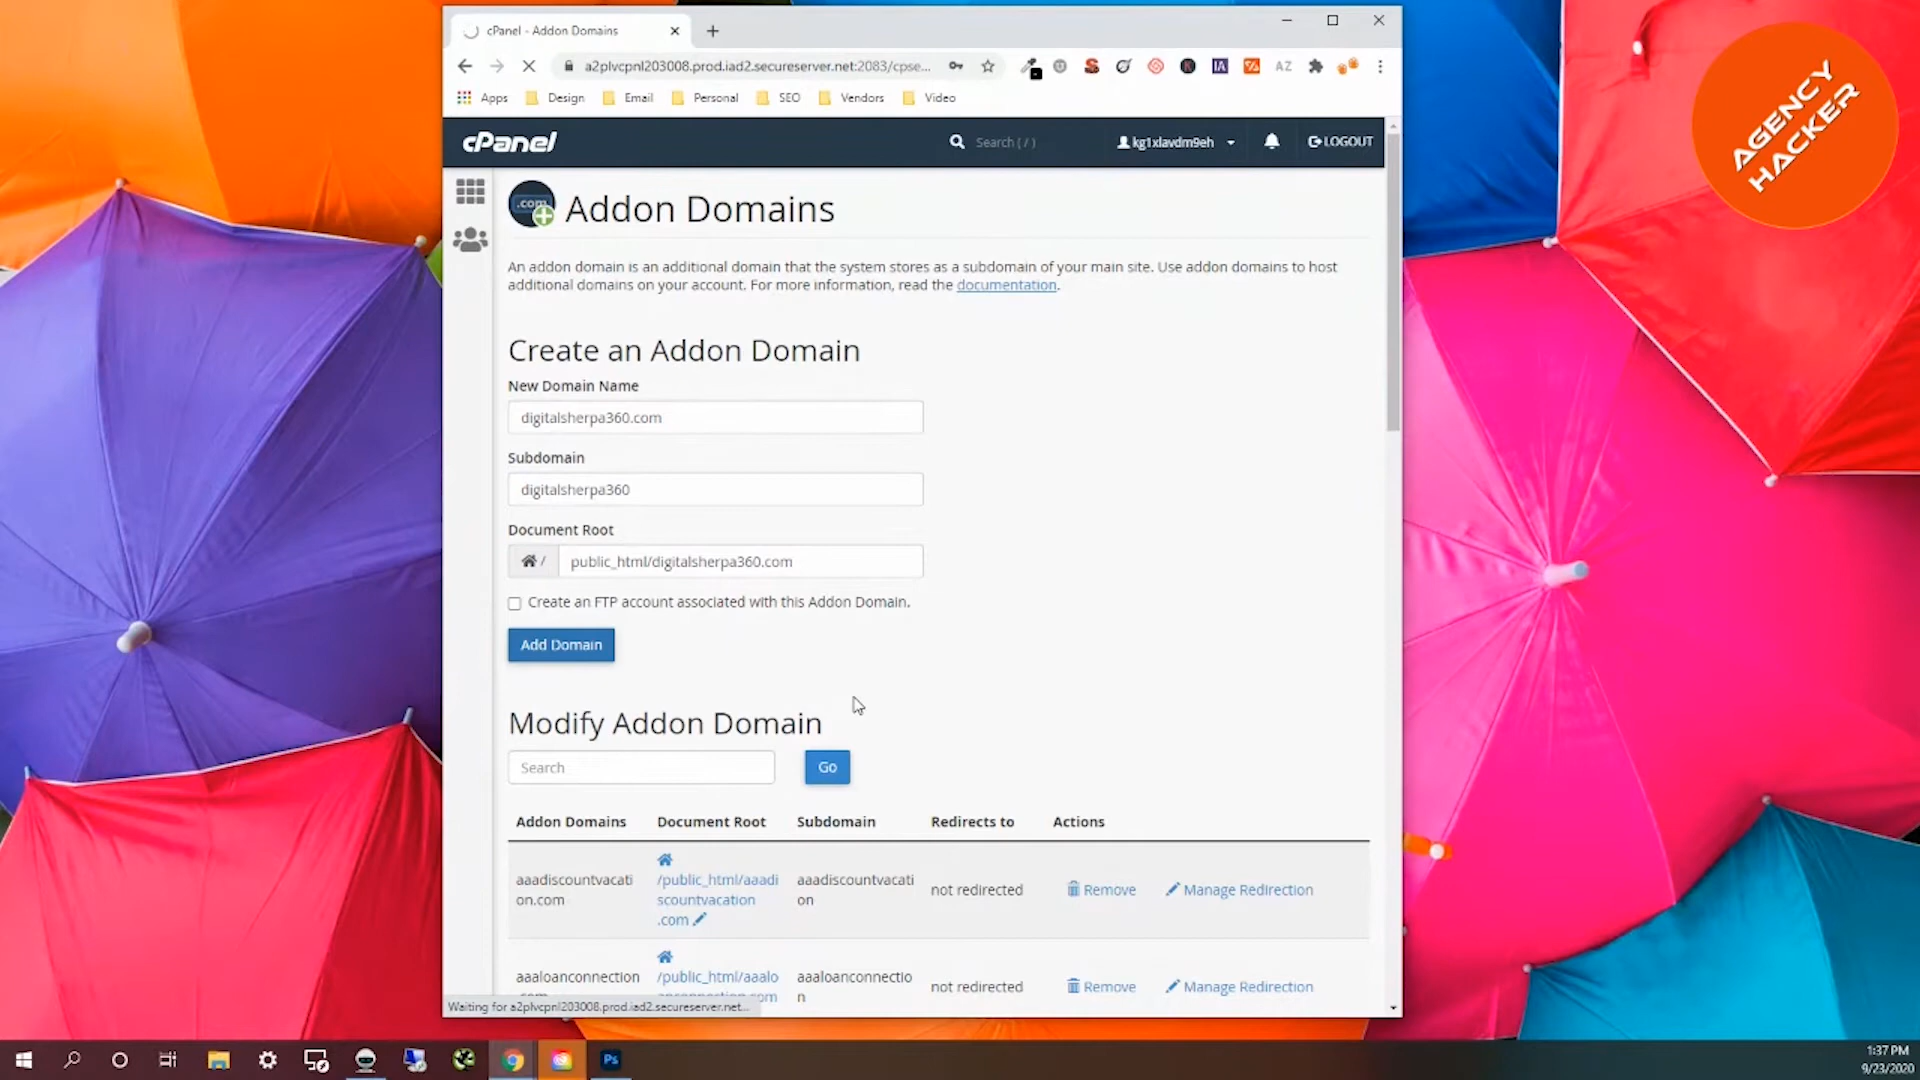 cPanel - Addon Domains
a2plvcpnl203008.prod.iad2.secureserver.net:2083/cpse...
IA
AZ
Apps
Design
Email
Personal
SEO
Vendors
Video
AGENCY
HACKER
cPanel
Search ( / )
kg1xlavdm9eh
LOGOUT
.com
Addon Domains
An addon domain is an additional domain that the system stores as a subdomain of your main site. Use addon domains to host
additional domains on your account. For more information, read the documentation.
Create an Addon Domain
New Domain Name
digitalsherpa360.com
Subdomain
digitalsherpa360
Document Root
/ public_html/digitalsherpa360.com
Create an FTP account associated with this Addon Domain.
Add Domain
Modify Addon Domain
Search
Go
Addon Domains Document Root Subdomain Redirects to Actions
aaadiscountvacati
on.com
/public_html/aaadi
scountvacation
.com
aaadiscountvacati
on
not redirected
Remove
Manage Redirection
aaaloanconnection
.com
/public_html/aaalo
anconnection.com
aaaloanconnectio
n
not redirected
Remove
Manage Redirection
Waiting for a2plvcpnl203008.prod.iad2.secureserver.net...
Ps
1:37 PM
9/23/2020